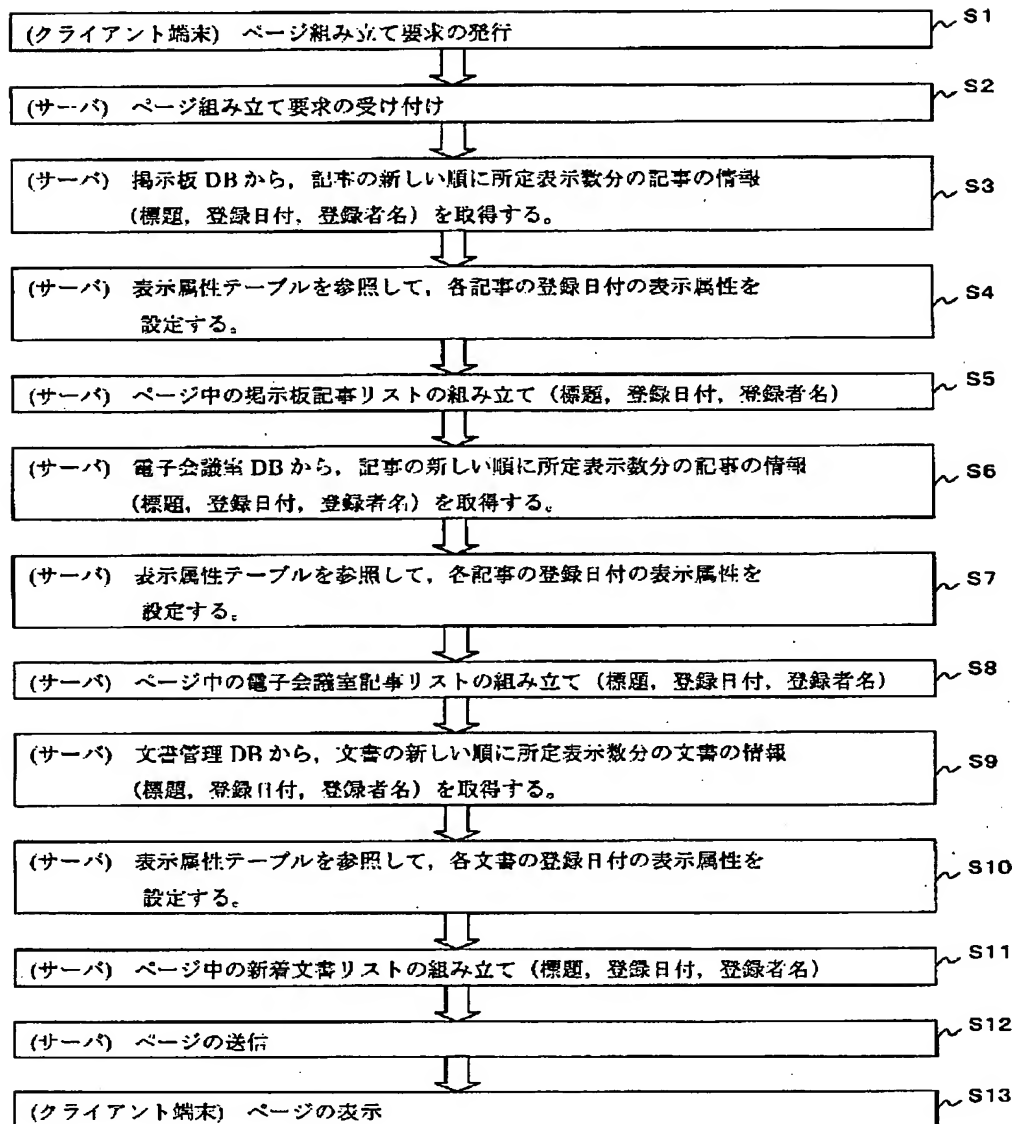 (クライアント端末) ページ組み立て要求の発行
S1
(サーバ) ページ組み立て要求の受け付け
S2
(サーバ) 掲示板 DB から，記事の新しい順に所定表示数分の記事の情報
(標題，登録日付，登録者名) を取得する。
S3
(サーバ) 表示属性テーブルを参照して，各記事の登録日付の表示属性を
設定する。
S4
(サーバ) ページ中の掲示板記事リストの組み立て (標題，登録日付，登録者名)
S5
(サーバ) 電子会議室 DB から，記事の新しい順に所定表示数分の記事の情報
(標題，登録日付，登録者名) を取得する。
S6
(サーバ) 表示属性テーブルを参照して，各記事の登録日付の表示属性を
設定する。
S7
(サーバ) ページ中の電子会議室記事リストの組み立て (標題，登録日付，登録者名)
S8
(サーバ) 文書管理 DB から，文書の新しい順に所定表示数分の文書の情報
(標題，登録日付，登録者名) を取得する。
S9
(サーバ) 表示属性テーブルを参照して，各文書の登録日付の表示属性を
設定する。
S10
(サーバ) ページ中の新着文書リストの組み立て (標題，登録日付，登録者名)
S11
(サーバ) ページの送信
S12
(クライアント端末) ページの表示
S13